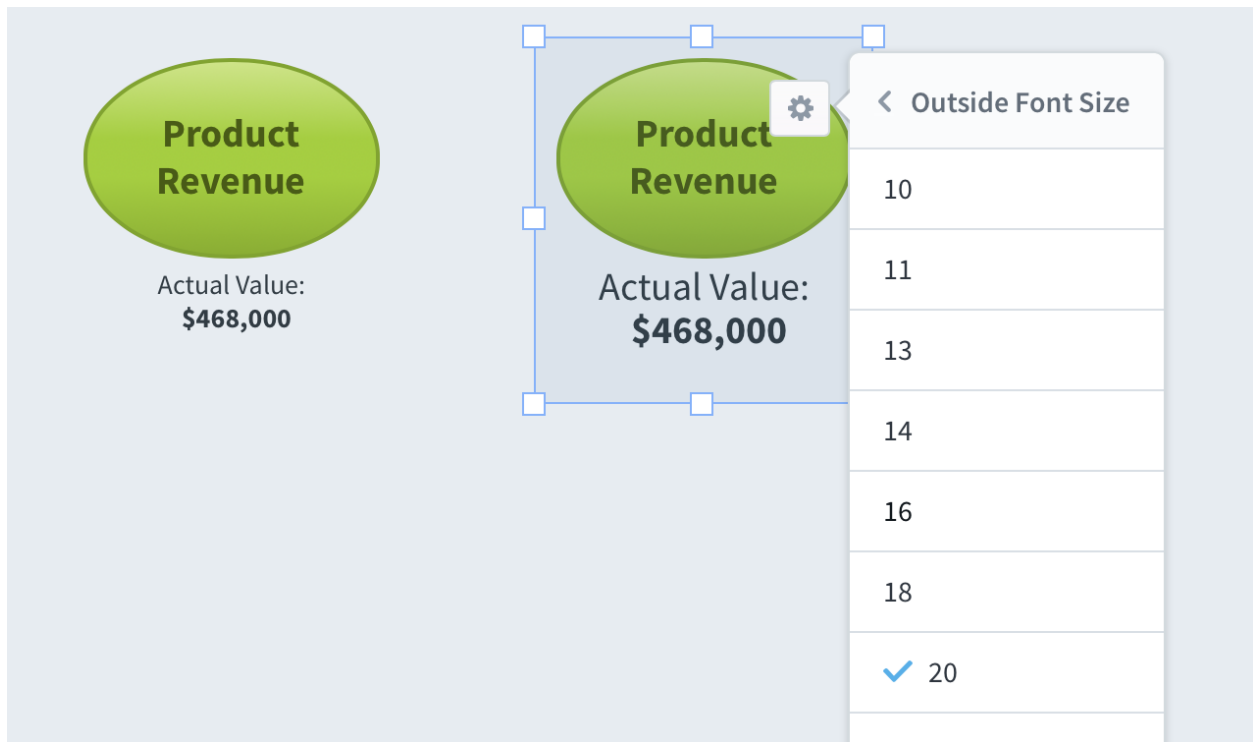 Product
Revenue
Actual Value:
$468,000
Product
Revenue
Actual Value:
$468,000
Outside Font Size
10
11
13
14
16
18
20